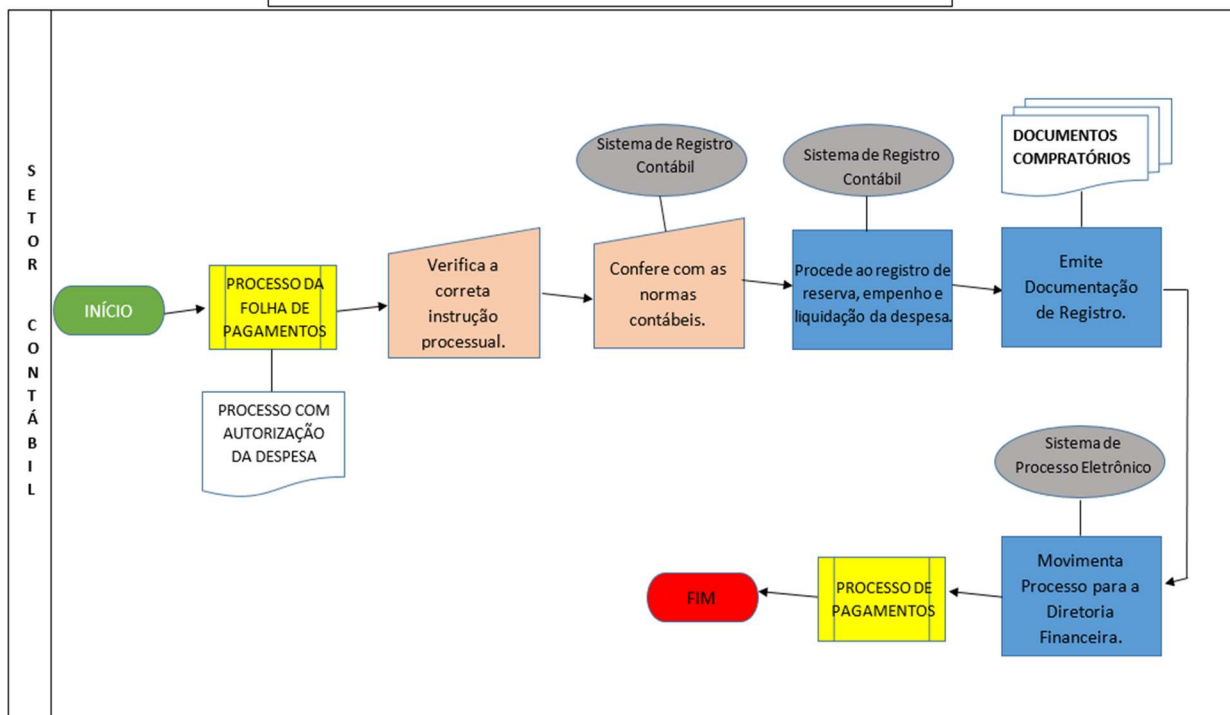 SETOR CONTÁBIL
INÍCIO
PROCESSO DA
FOLHA DE
PAGAMENTOS
PROCESSO COM
AUTORIZAÇÃO
DA DESPESA
Verifica a
correta
instrução
processual.
Sistema de Registro
Contábil
Confere com as
normas
contábeis.
Sistema de Registro
Contábil
Procede ao registro de
reserva, empenho e
liquidação da despesa.
DOCUMENTOS
COMPRATÓRIOS
Emite
Documentação
de Registro.
Sistema de
Processo Eletrônico
Movimenta
Processo para a
Diretoria
Financeira.
PROCESSO DE
PAGAMENTOS
FIM